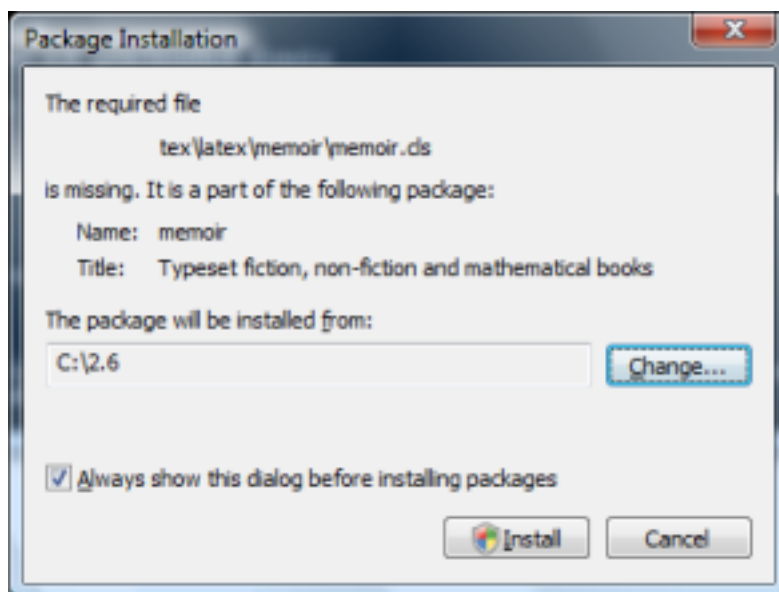 Package Installation
The required file
tex\latex\memoir\memoir.cls
is missing. It is a part of the following package:
Name: memoir
Title: Typeset fiction, non-fiction and mathematical books
The package will be installed from:
C:\2.6
Change...
Always show this dialog before installing packages
Install Cancel